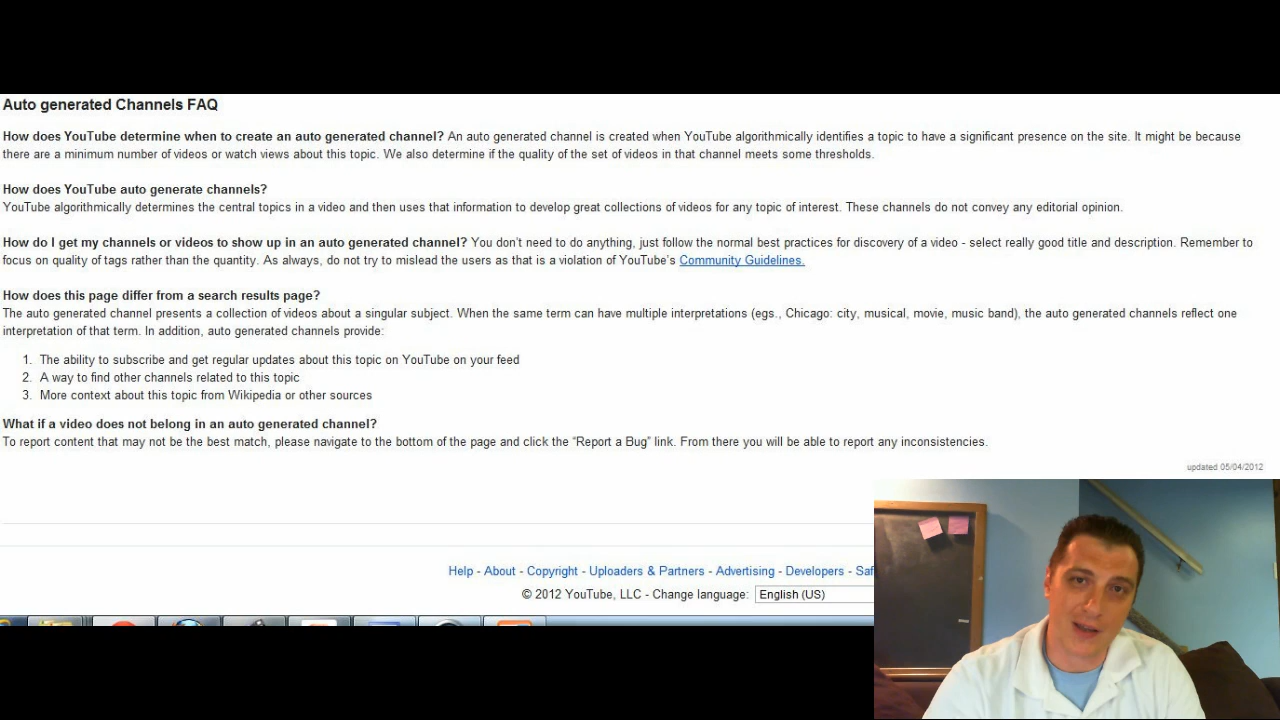 Auto generated Channels FAQ
How does YouTube determine when to create an auto generated channel? An auto generated channel is created when YouTube algorithmically identifies a topic to have a significant presence on the site. It might be because
there are a minimum number of videos or watch views about this topic. We also determine if the quality of the set of videos in that channel meets some thresholds.
How does YouTube auto generate channels?
YouTube algorithmically determines the central topics in a video and then uses that information to develop great collections of videos for any topic of interest. These channels do not convey any editorial opinion.
How do I get my channels or videos to show up in an auto generated channel? You don't need to do anything, just follow the normal best practices for discovery of a video - select really good title and description. Remember to
focus on quality of tags rather than the quantity. As always, do not try to mislead the users as that is a violation of YouTube's Community Guidelines.
How does this page differ from a search results page?
The auto generated channel presents a collection of videos about a singular subject. When the same term can have multiple interpretations (egs., Chicago: city, musical, movie, music band), the auto generated channels reflect one
interpretation of that term. In addition, auto generated channels provide:
1. The ability to subscribe and get regular updates about this topic on YouTube on your feed
2. A way to find other channels related to this topic
3. More context about this topic from Wikipedia or other sources
What if a video does not belong in an auto generated channel?
To report content that may not be the best match, please navigate to the bottom of the page and click the "Report a Bug" link. From there you will be able to report any inconsistencies.
updated 05/04/2012
Help - About - Copyright - Uploaders & Partners - Advertising - Developers - Saf
© 2012 YouTube, LLC - Change language: English (US)